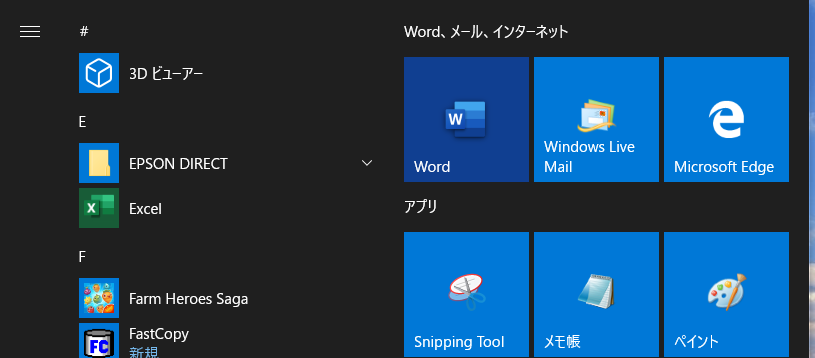 #
3D ビューアー
E
EPSON DIRECT
Excel
F
Farm Heroes Saga
FastCopy
新規
Word、メール、インターネット
W
Word
Windows Live
Mail
Microsoft Edge
アプリ
Snipping Tool
メモ帳
ペイント
X
FC